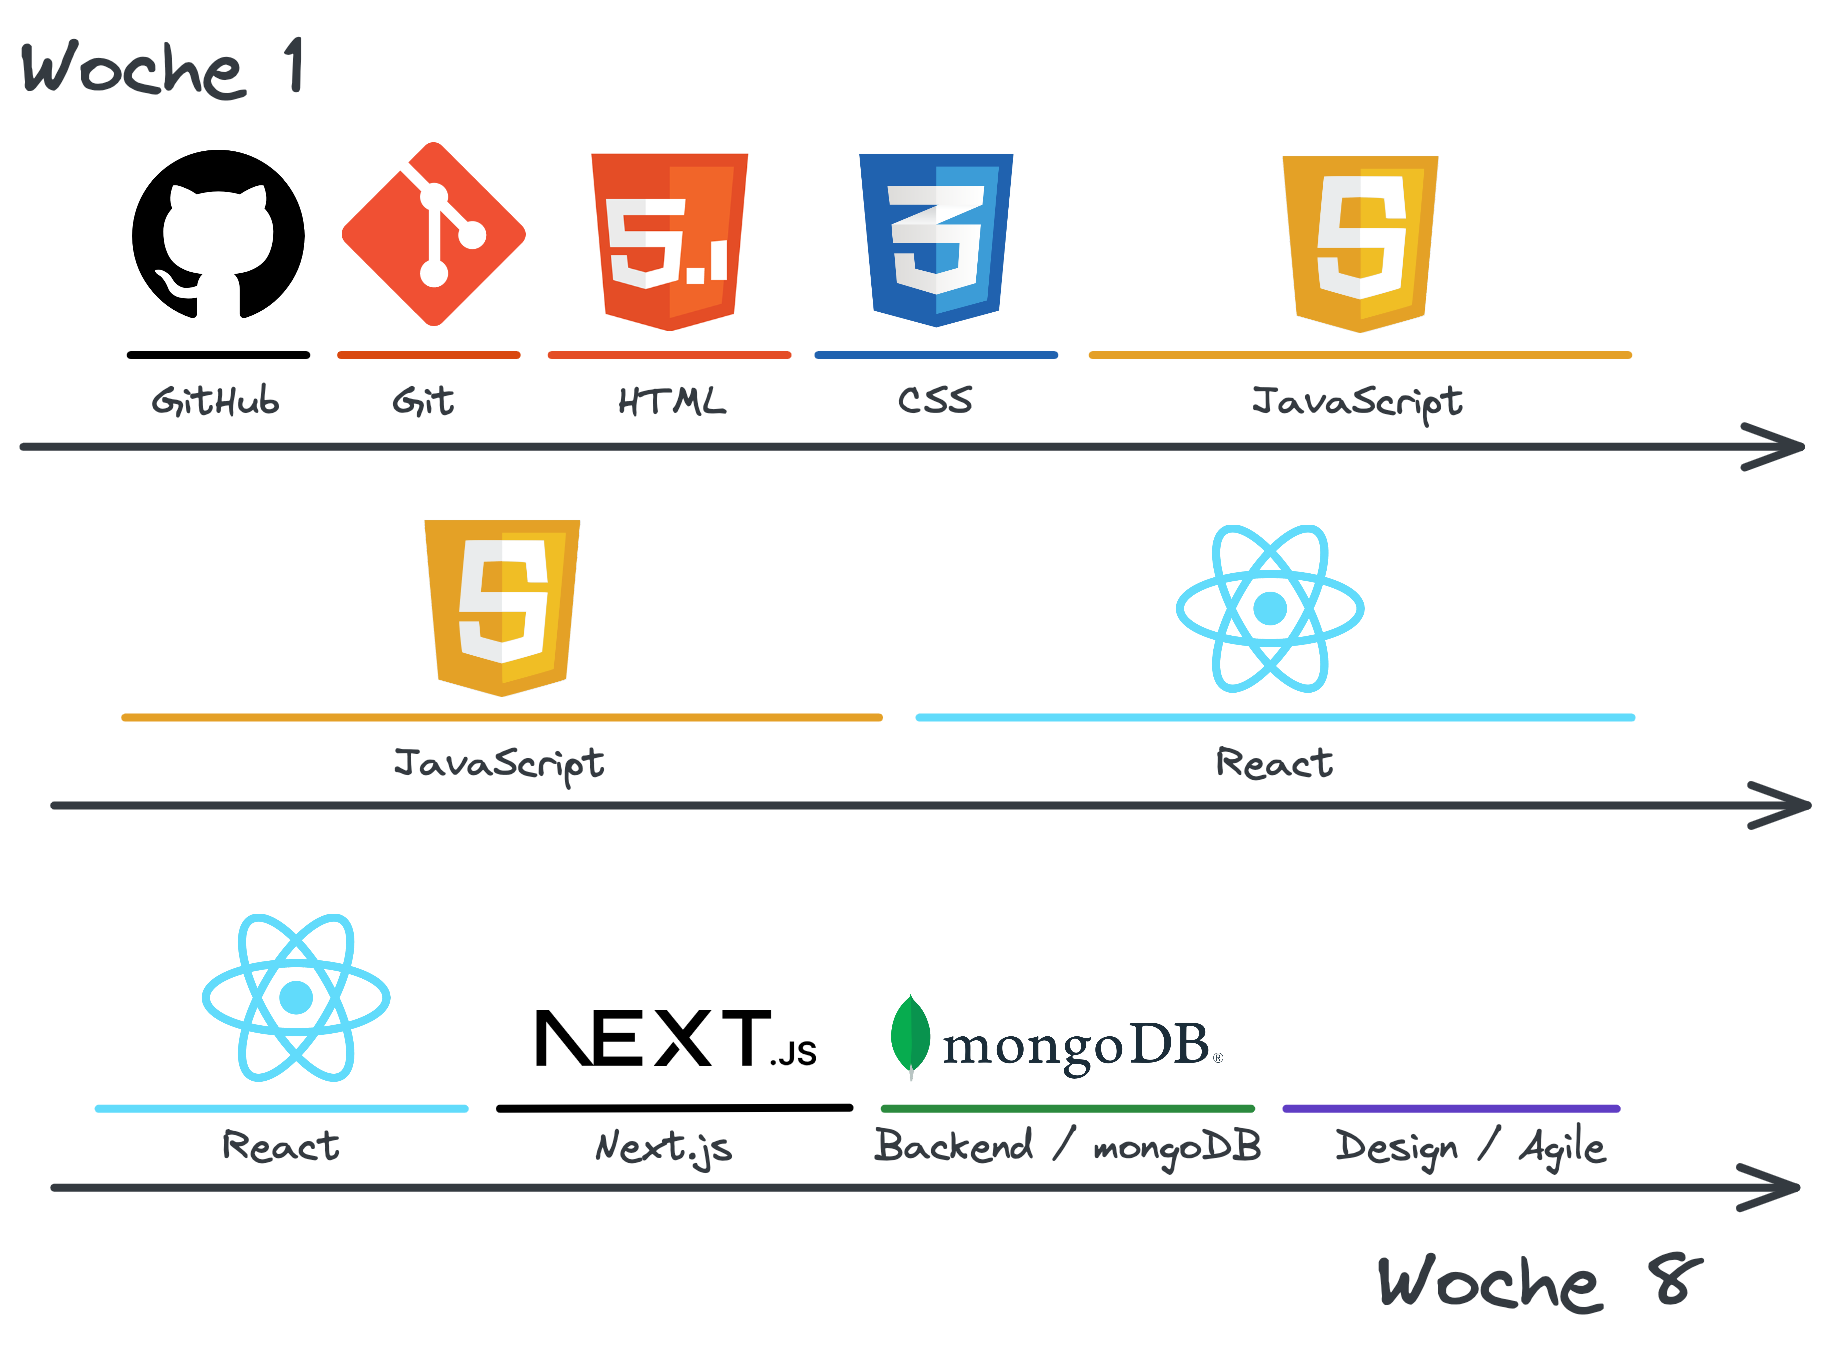 Woche 1
5.1
3
5
GitHub Git HTML CSS JavaScript
5
JavaScript React
NEXT.JS mongoDB®
React Next.js Backend / mongoDB Design / Agile
Woche 8